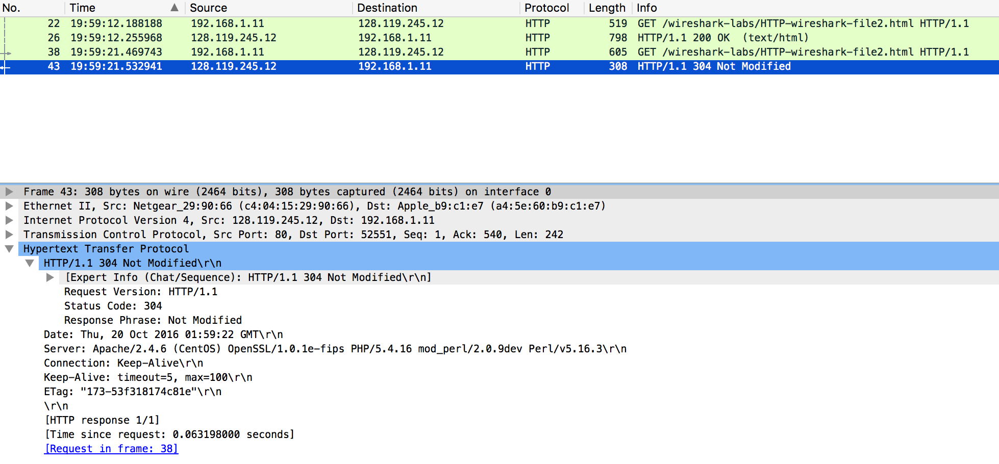 No. Time Source Destination Protocol Length Info
22 19:59:12.188188 192.168.1.11 128.119.245.12 HTTP 519 GET /wireshark-labs/HTTP-wireshark-file2.html HTTP/1.1
26 19:59:12.255968 128.119.245.12 192.168.1.11 HTTP 798 HTTP/1.1 200 OK (text/html)
38 19:59:21.469743 192.168.1.11 128.119.245.12 HTTP 605 GET /wireshark-labs/HTTP-wireshark-file2.html HTTP/1.1
43 19:59:21.532941 128.119.245.12 192.168.1.11 HTTP 308 HTTP/1.1 304 Not Modified
Frame 43: 308 bytes on wire (2464 bits), 308 bytes captured (2464 bits) on interface 0
Ethernet II, Src: Netgear_29:90:66 (c4:04:15:29:90:66), Dst: Apple_b9:c1:e7 (a4:5e:60:b9:c1:e7)
Internet Protocol Version 4, Src: 128.119.245.12, Dst: 192.168.1.11
Transmission Control Protocol, Src Port: 80, Dst Port: 52551, Seq: 1, Ack: 540, Len: 242
Hypertext Transfer Protocol
HTTP/1.1 304 Not Modified\r\n
[Expert Info (Chat/Sequence): HTTP/1.1 304 Not Modified\r\n]
Request Version: HTTP/1.1
Status Code: 304
Response Phrase: Not Modified
Date: Thu, 20 Oct 2016 01:59:22 GMT\r\n
Server: Apache/2.4.6 (CentOS) OpenSSL/1.0.1e-fips PHP/5.4.16 mod_perl/2.0.9dev Perl/v5.16.3\r\n
Connection: Keep-Alive\r\n
Keep-Alive: timeout=5, max=100\r\n
ETag: "173-53f318174c81e"\r\n
\r\n
[HTTP response 1/1]
[Time since request: 0.063198000 seconds]
[Request in frame: 38]